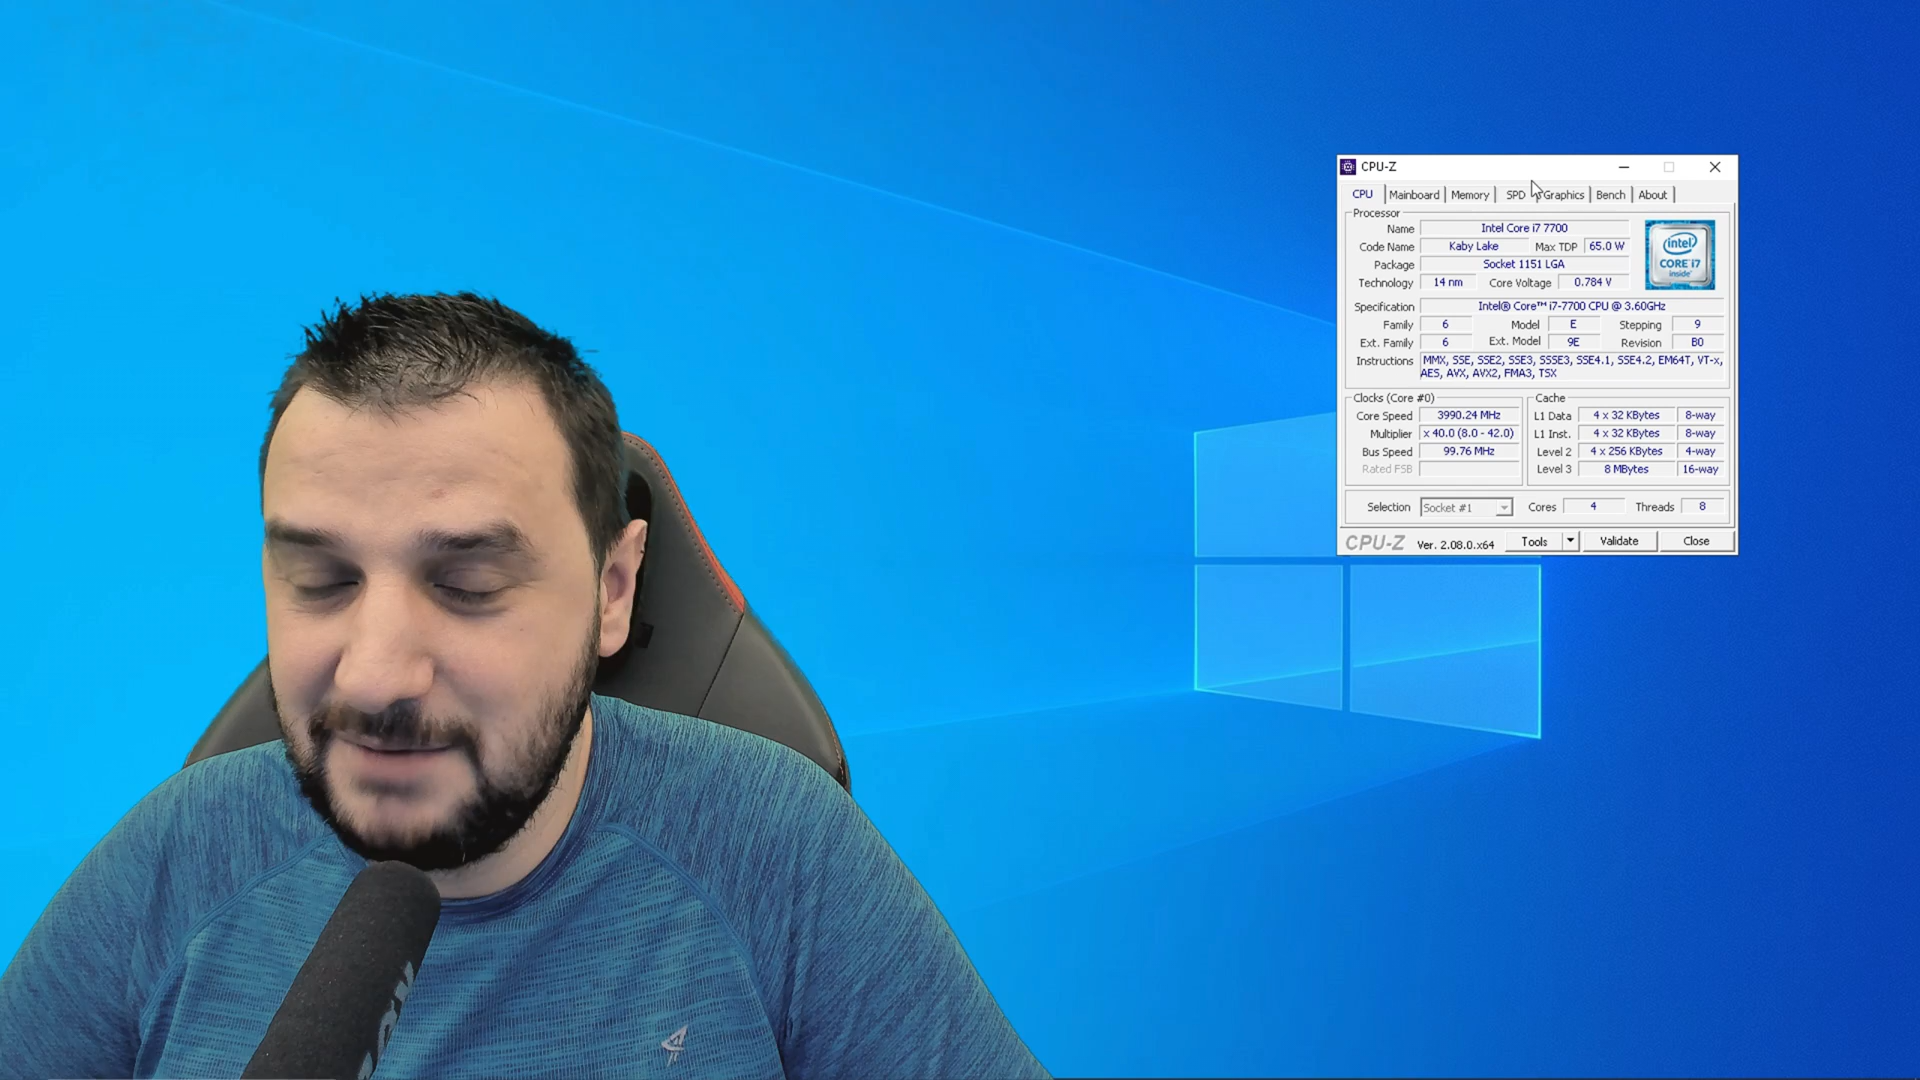 CPU-Z
CPU Mainboard Memory SPD Graphics Bench About
Processor
Name Intel Core i7 7700
Code Name Kaby Lake Max TDP 65.0 W
Package Socket 1151 LGA
Technology 14 nm Core Voltage 0.784 V
intel CORE i7 inside
Specification Intel® Core™ i7-7700 CPU @ 3.60GHz
Family 6 Model E Stepping 9
Ext. Family 6 Ext. Model 9E Revision B0
Instructions MMX, SSE, SSE2, SSE3, SSSE3, SSE4.1, SSE4.2, EM64T, VT-x,
AES, AVX, AVX2, FMA3, TSX
Clocks (Core #0)
Core Speed 3990.24 MHz
Multiplier x 40.0 (8.0 - 42.0)
Bus Speed 99.76 MHz
Rated FSB
Cache
L1 Data 4 x 32 KBytes 8-way
L1 Inst. 4 x 32 KBytes 8-way
Level 2 4 x 256 KBytes 4-way
Level 3 8 MBytes 16-way
Selection Socket #1 Cores 4 Threads 8
CPU-Z Ver. 2.08.0.x64 Tools Validate Close